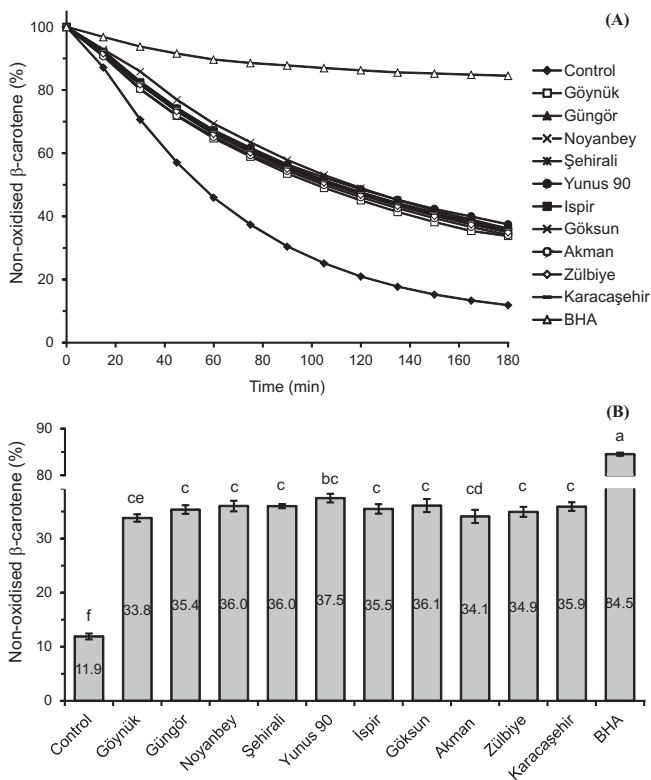 (A)
Non-oxidised β-carotene (%)
100
80
60
40
20
0
0 20 40 60 80 100 120 140 160 180
Time (min)
Control
Göynük
Güngör
Noyanbey
Şehirali
Yunus 90
Ispir
Göksun
Akman
Zülbiye
Karacaşehir
BHA
(B)
Non-oxidised β-carotene (%)
90
80
30
20
10
0
f ce c c c bc c c cd c c a
11.9 33.8 35.4 36.0 36.0 37.5 35.5 36.1 34.1 34.9 35.9 84.5
Control Göynük Güngör Noyanbey Şehirali Yunus 90 İspir Göksun Akman Zülbiye Karacaşehir BHA